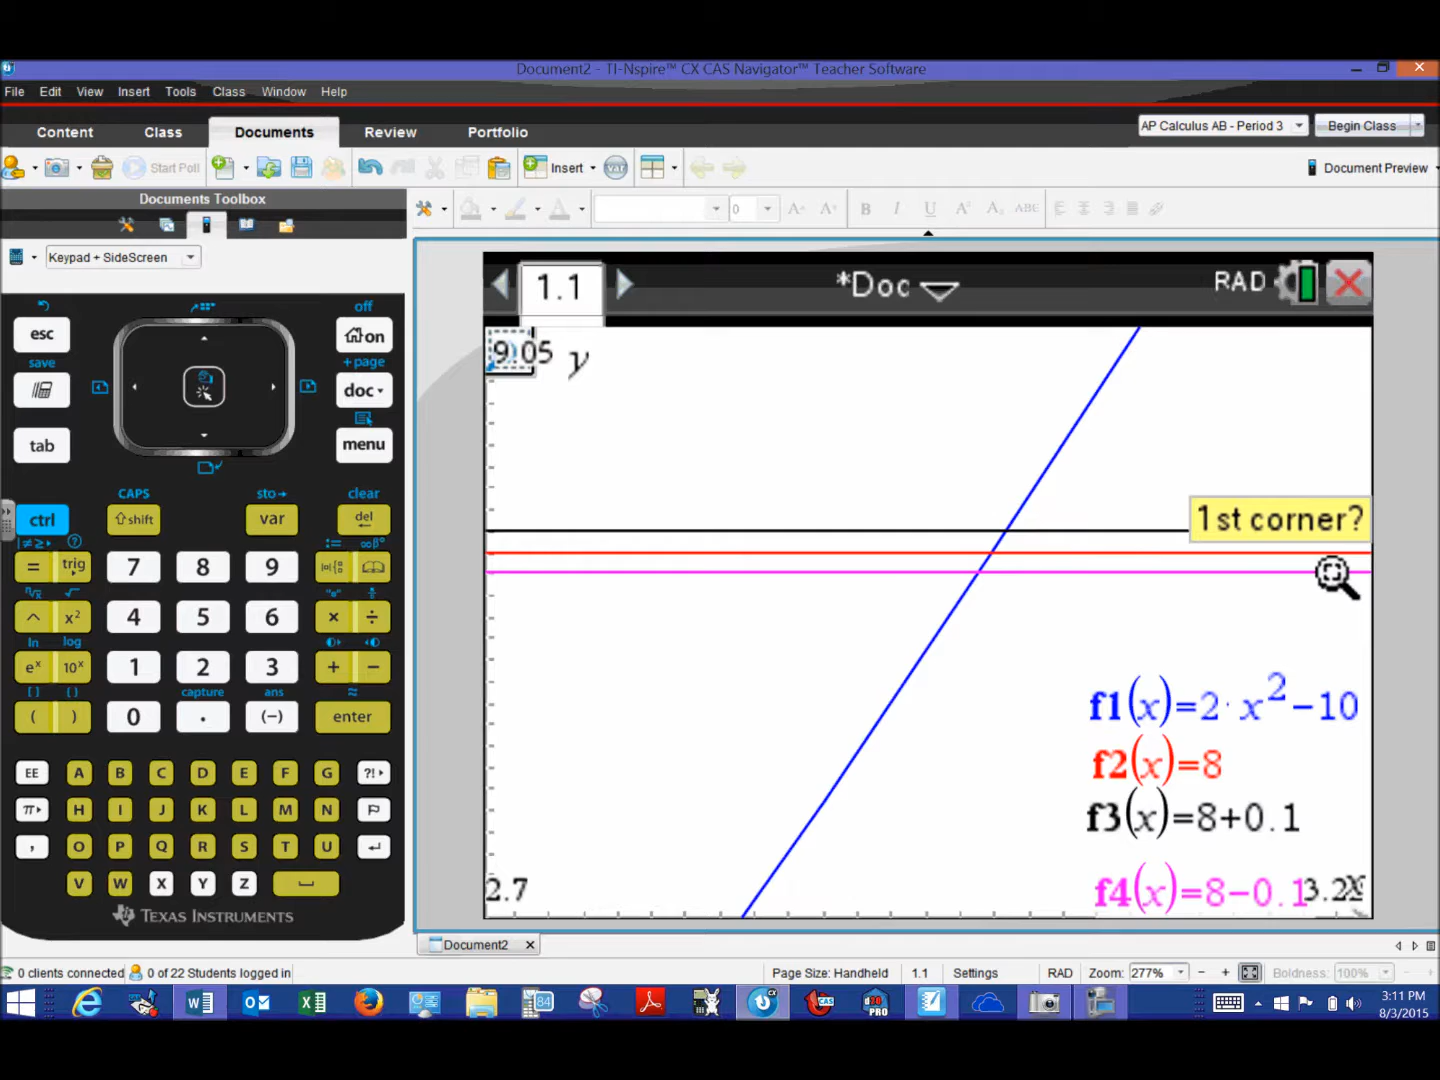 Document2 - TI-Nspire™ CX CAS Navigator™ Teacher Software
File Edit View Insert Tools Class Window Help
Content Class Documents Review Portfolio
AP Calculus AB - Period 3 Begin Class
Start Poll Insert Document Preview
Documents Toolbox
Keypad + SideScreen
0
B I U A A ABC
1.1 *Doc RAD
9.05 y
1st corner?
f1(x)=2·x²−10
f2(x)=8
f3(x)=8+0.1
f4(x)=8−0.1
2.7 3.2 x
off
esc on
save + page
doc
tab menu
CAPS sto→ clear
ctrl shift var del
= trig 7 8 9
^ x² 4 5 6 × ÷
ln log
eˣ 10ˣ 1 2 3 + −
[ ] { } capture ans ≈
( ) 0 . (−) enter
EE A B C D E F G ?!
π H I J K L M N
, O P Q R S T U
V W X Y Z
TEXAS INSTRUMENTS
Document2
0 clients connected 0 of 22 Students logged in Page Size: Handheld 1.1 Settings RAD Zoom: 277% − + Boldness: 100%
3:11 PM
8/3/2015